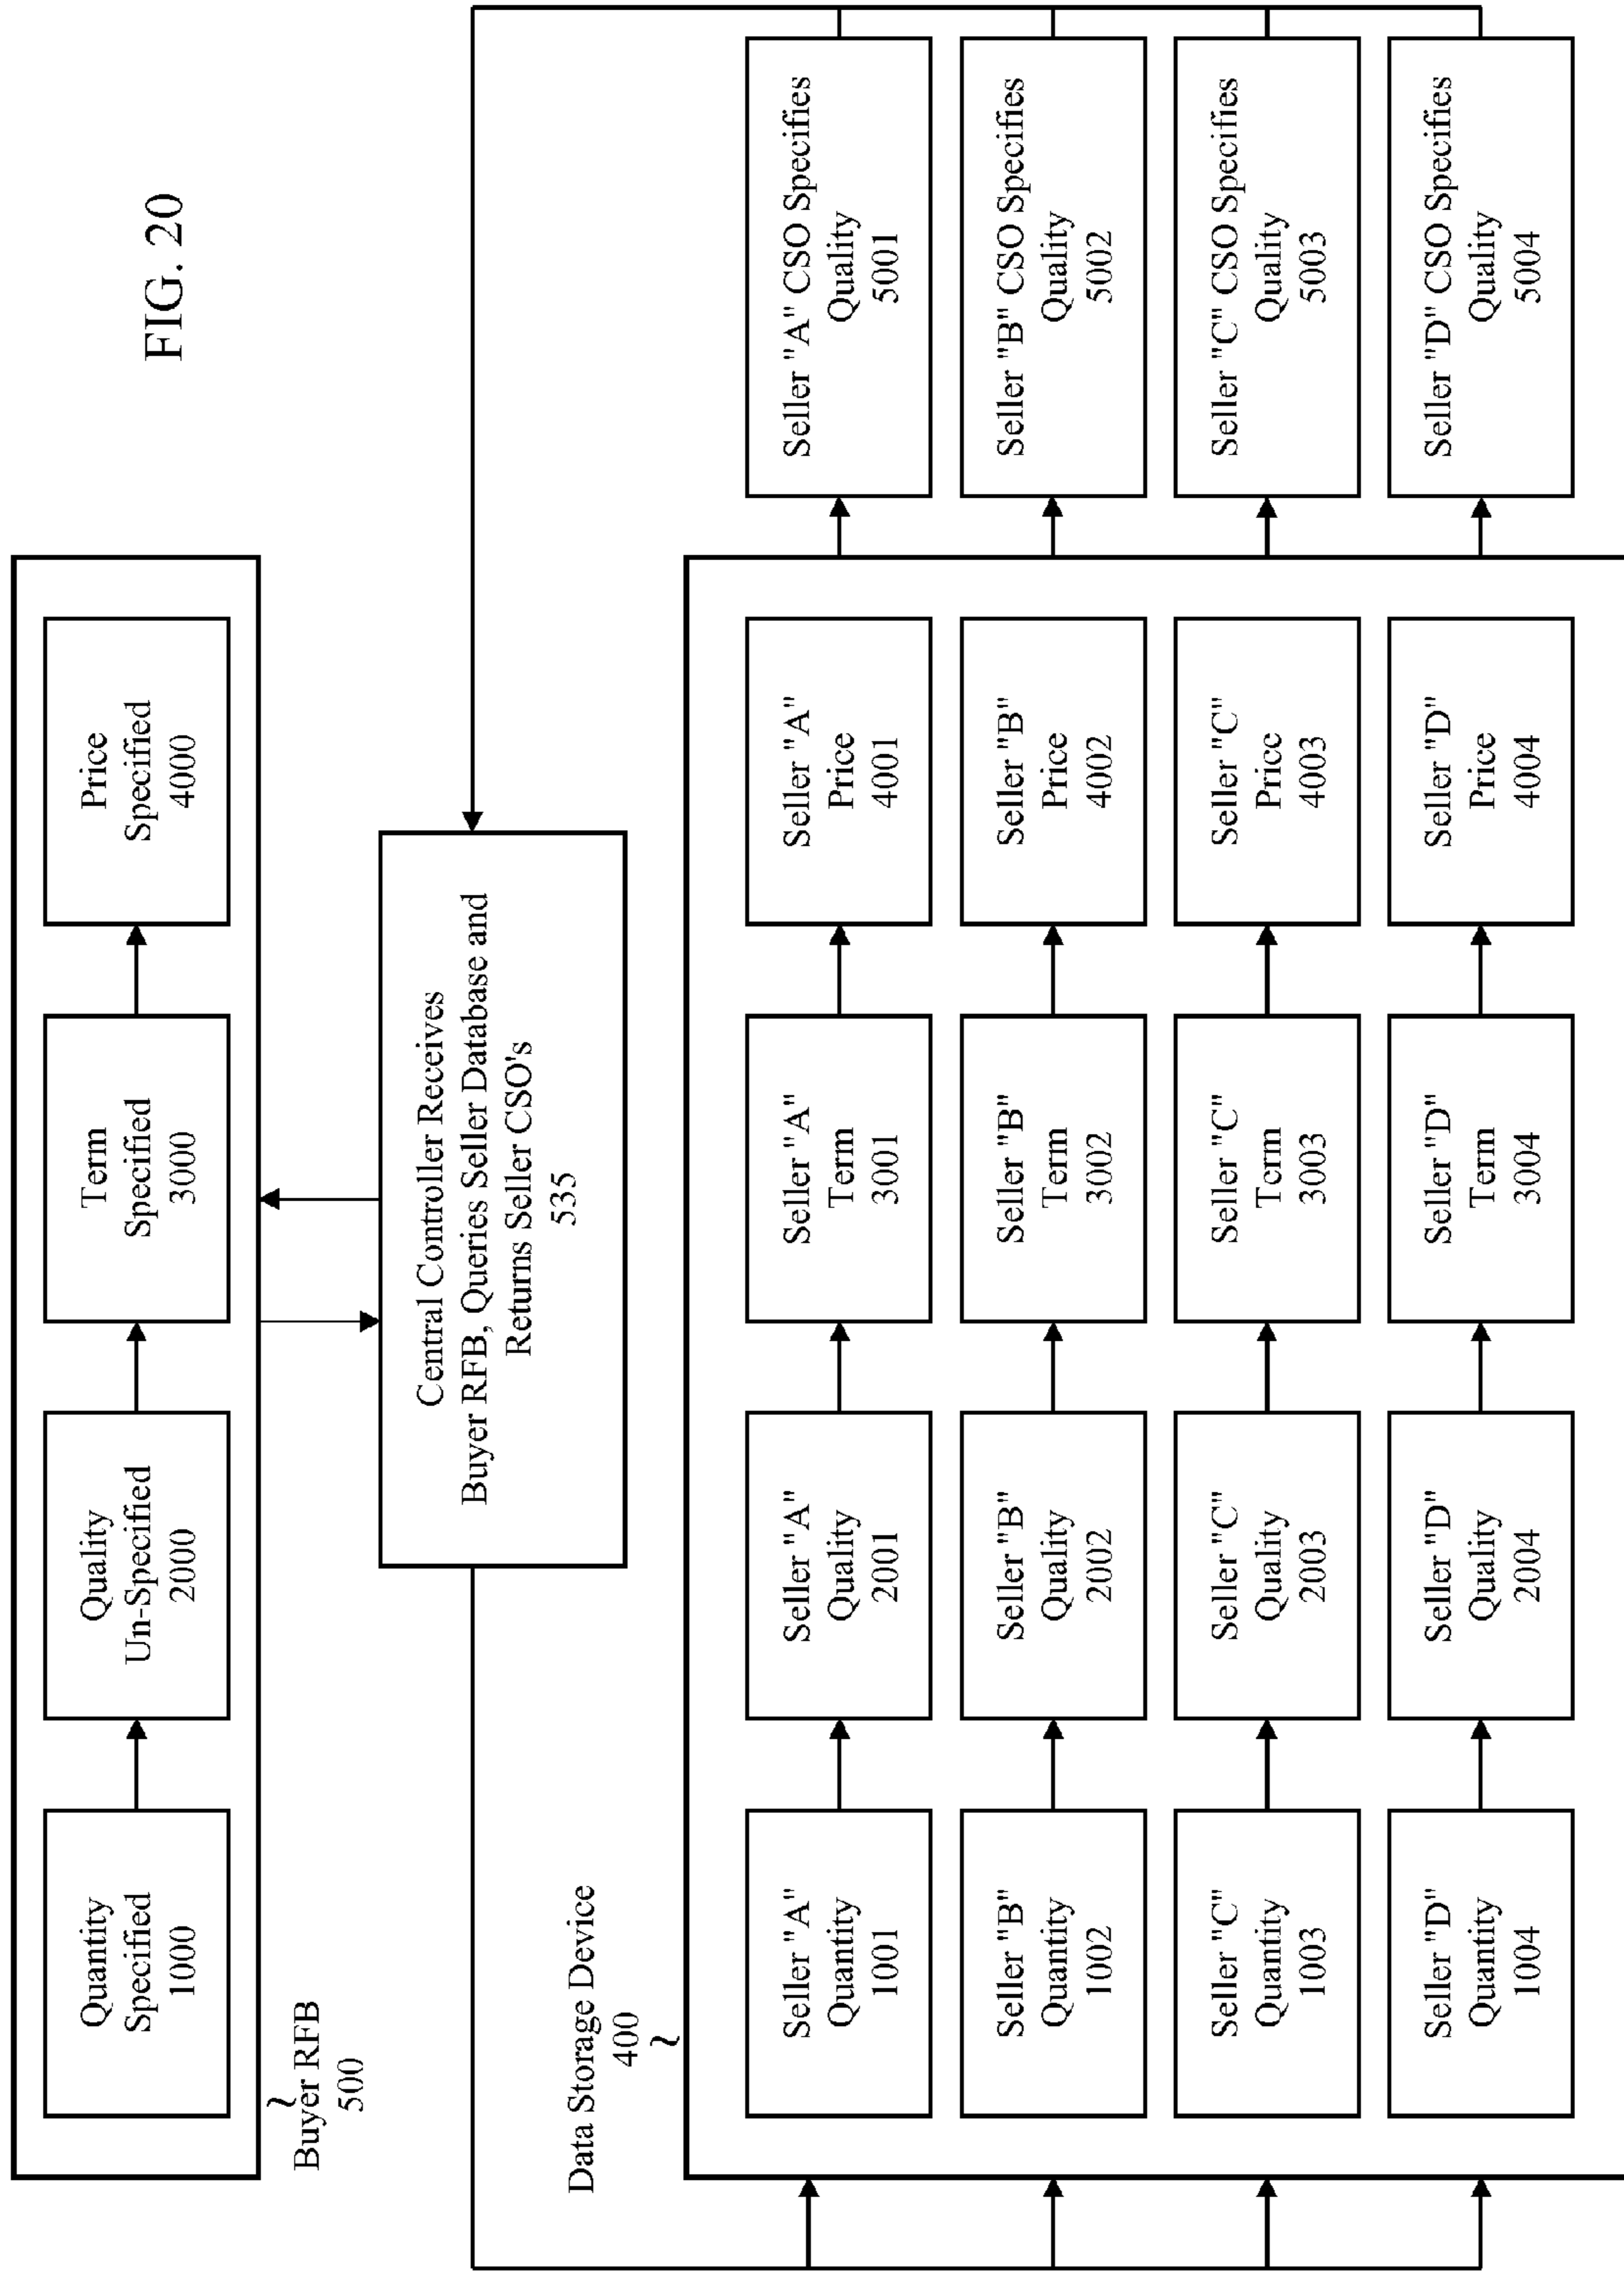 FIG. 20
Quantity
Specified
1000
Quality
Un-Specified
2000
Term
Specified
3000
Price
Specified
4000
Buyer RFB
500
Central Controller Receives
Buyer RFB, Queries Seller Database and
Returns Seller CSO's
535
Data Storage Device
400
Seller "A"
Quantity
1001
Seller "A"
Quality
2001
Seller "A"
Term
3001
Seller "A"
Price
4001
Seller "A" CSO Specifies
Quality
5001
Seller "B"
Quantity
1002
Seller "B"
Quality
2002
Seller "B"
Term
3002
Seller "B"
Price
4002
Seller "B" CSO Specifies
Quality
5002
Seller "C"
Quantity
1003
Seller "C"
Quality
2003
Seller "C"
Term
3003
Seller "C"
Price
4003
Seller "C" CSO Specifies
Quality
5003
Seller "D"
Quantity
1004
Seller "D"
Quality
2004
Seller "D"
Term
3004
Seller "D"
Price
4004
Seller "D" CSO Specifies
Quality
5004